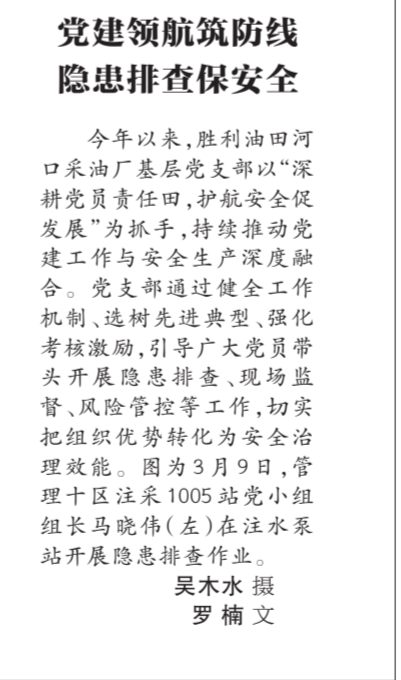 党建领航筑防线
隐患排查保安全
今年以来,胜利油田河
口采油厂基层党支部以“深
耕党员责任田,护航安全促
发展”为抓手,持续推动党
建工作与安全生产深度融
合。党支部通过健全工作
机制、选树先进典型、强化
考核激励,引导广大党员带
头开展隐患排查、现场监
督、风险管控等工作,切实
把组织优势转化为安全治
理效能。图为3月9日,管
理十区注采1005站党小组
组长马晓伟(左)在注水泵
站开展隐患排查作业。
吴木水 摄
罗楠 文